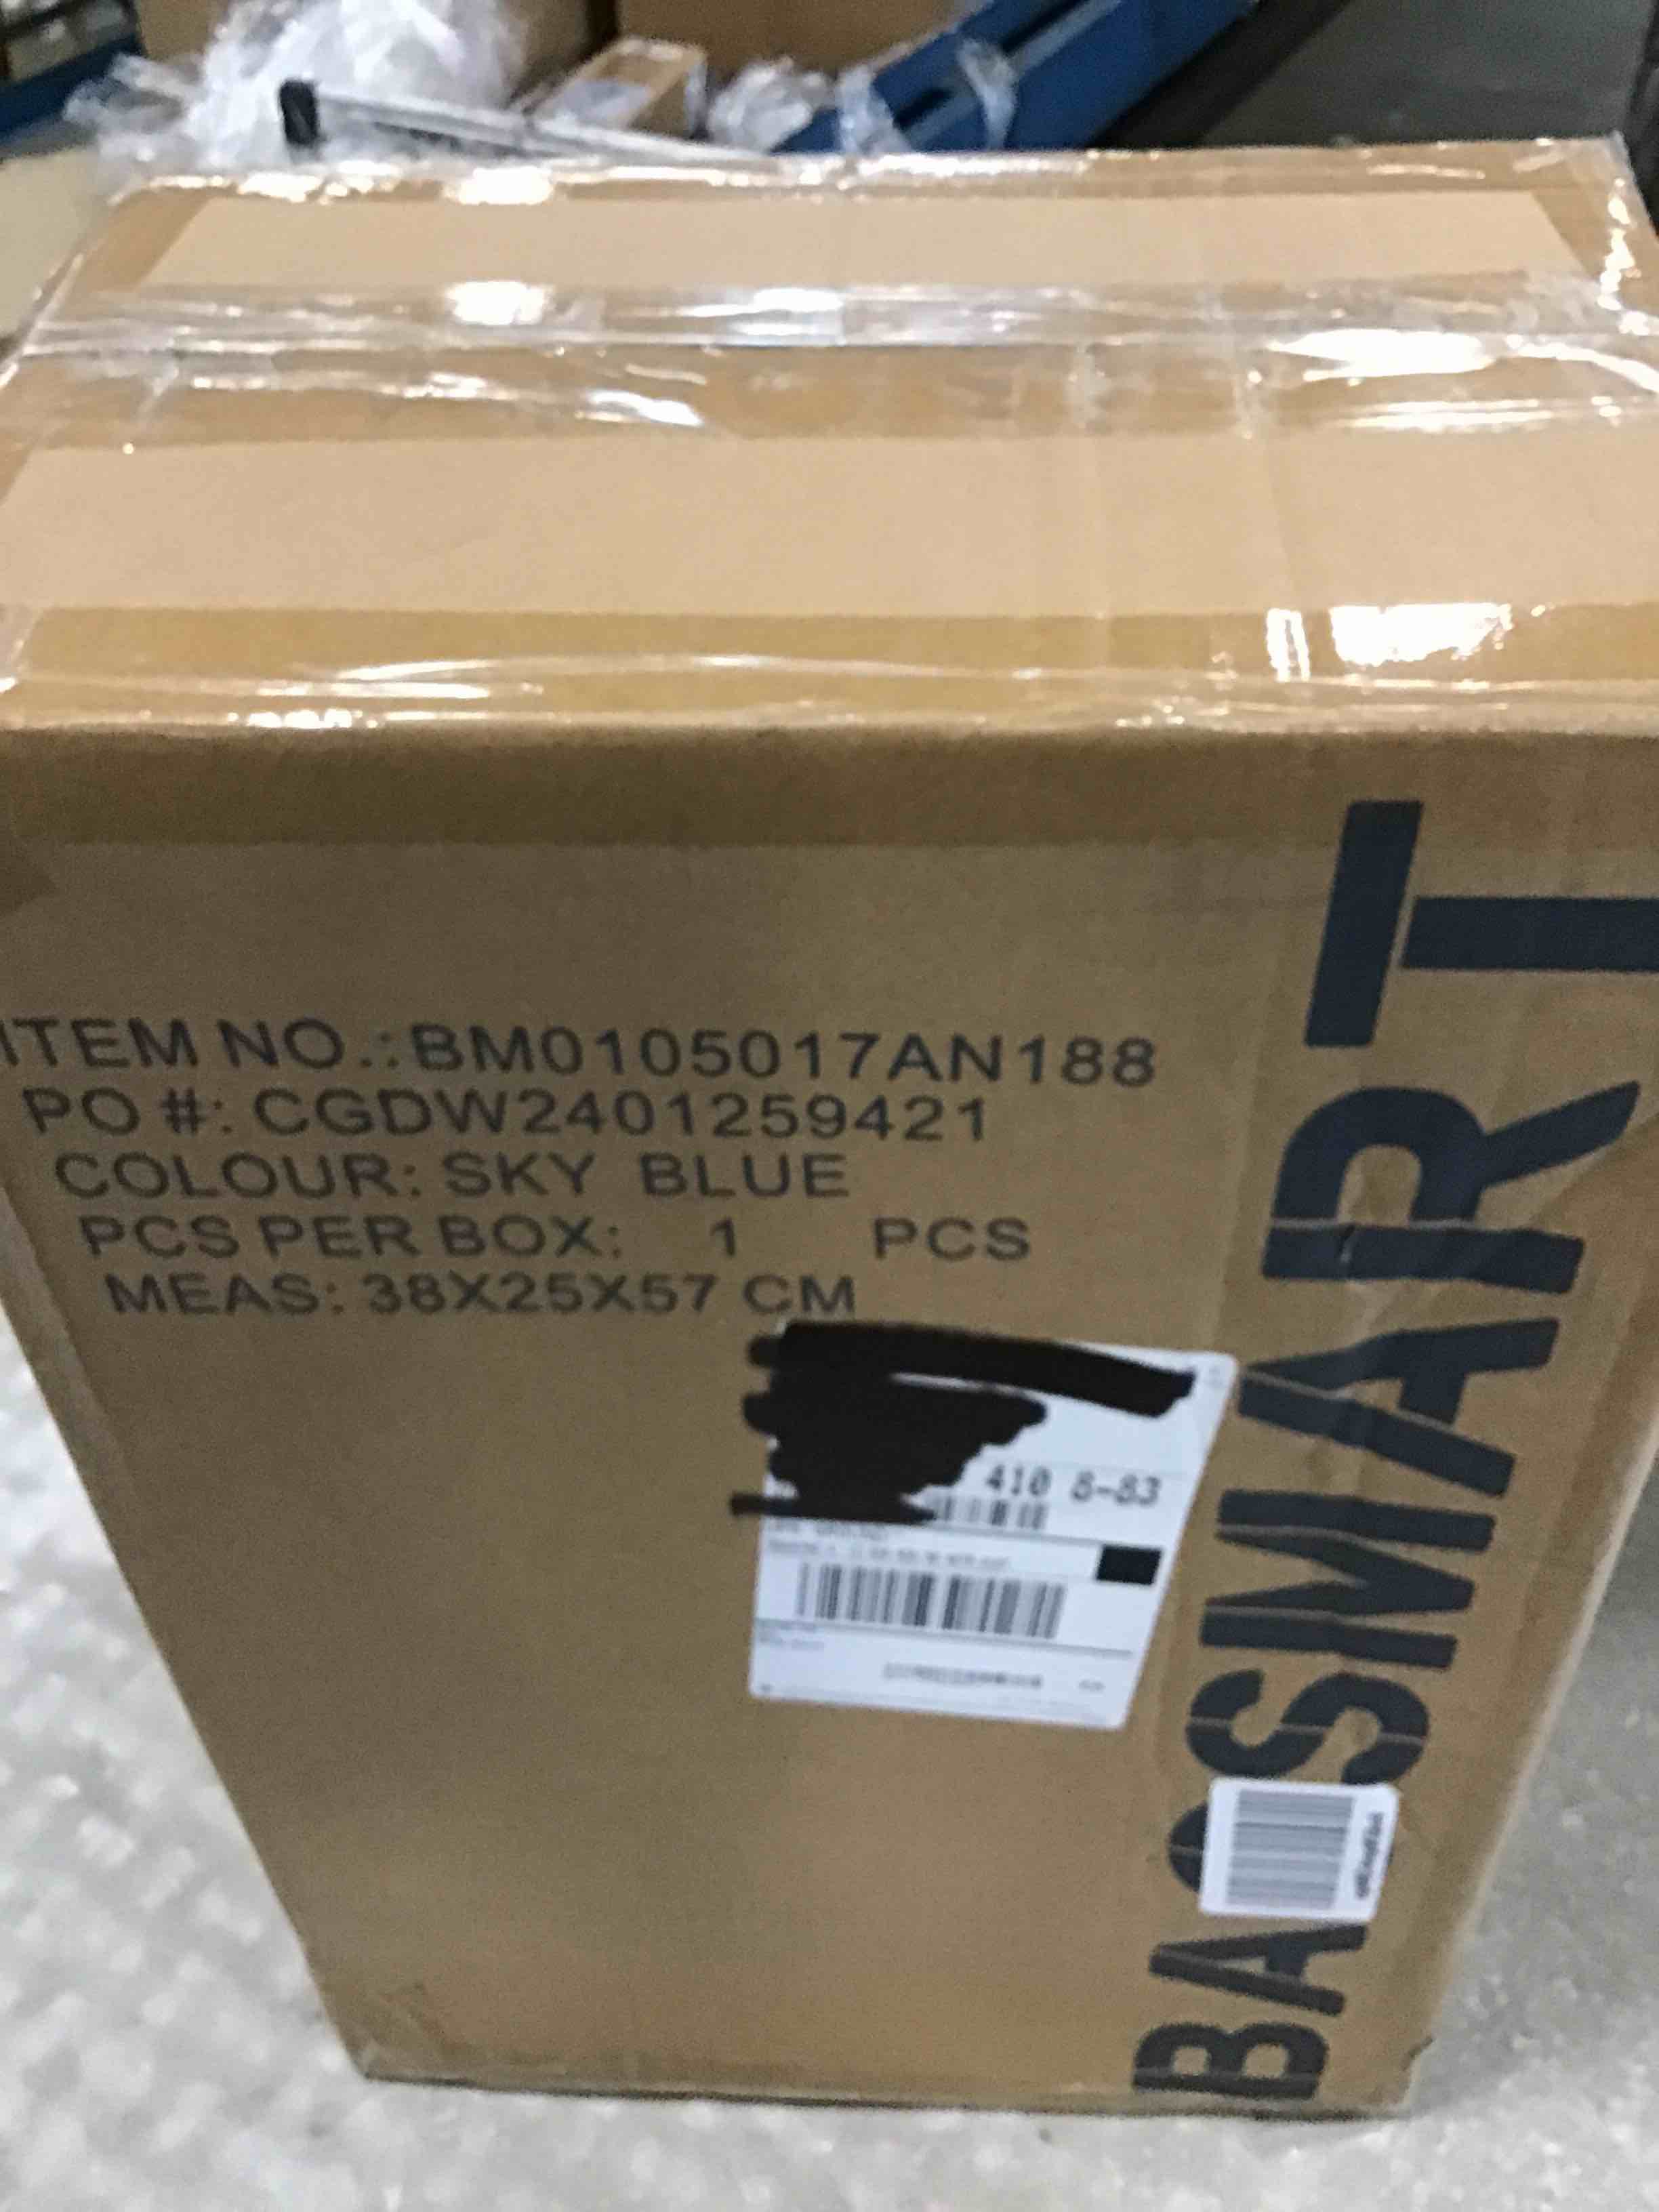 ITEM NO.:BM0105017AN188
PO #: CGDW2401259421
COLOUR: SKY BLUE
PCS PER BOX: 1 PCS
MEAS: 38X25X57 CM
410 8-83
BAOSMART